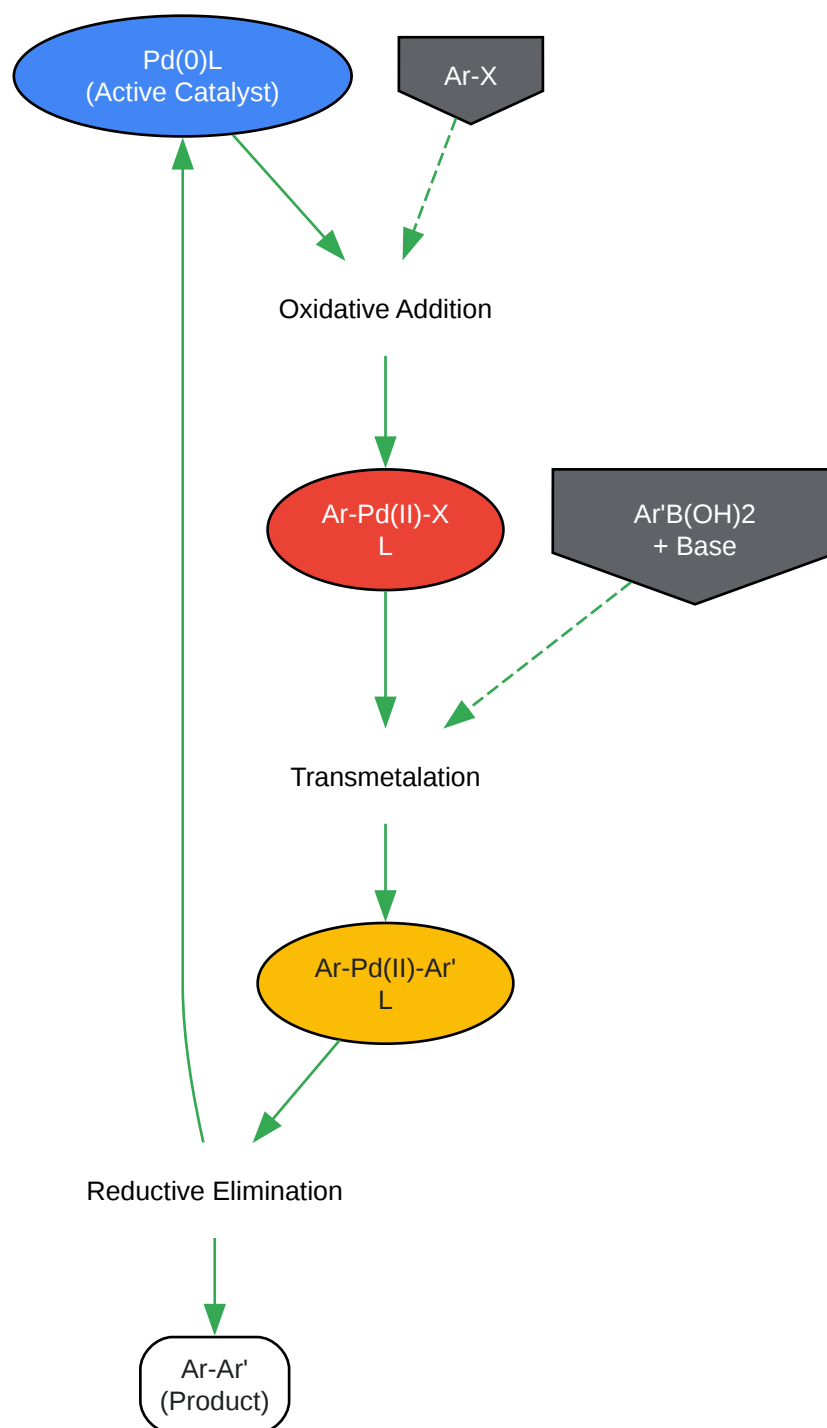 Pd(0)L
(Active Catalyst)
Ar-X
Oxidative Addition
Ar-Pd(II)-X
L
Ar'B(OH)2
+ Base
Transmetalation
Ar-Pd(II)-Ar'
L
Reductive Elimination
Ar-Ar'
(Product)